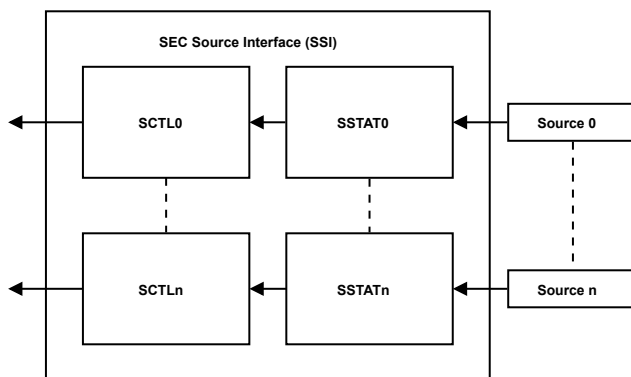 SEC Source Interface (SSI)
SCTL0
SSTAT0
Source 0
SCTLn
SSTATn
Source n